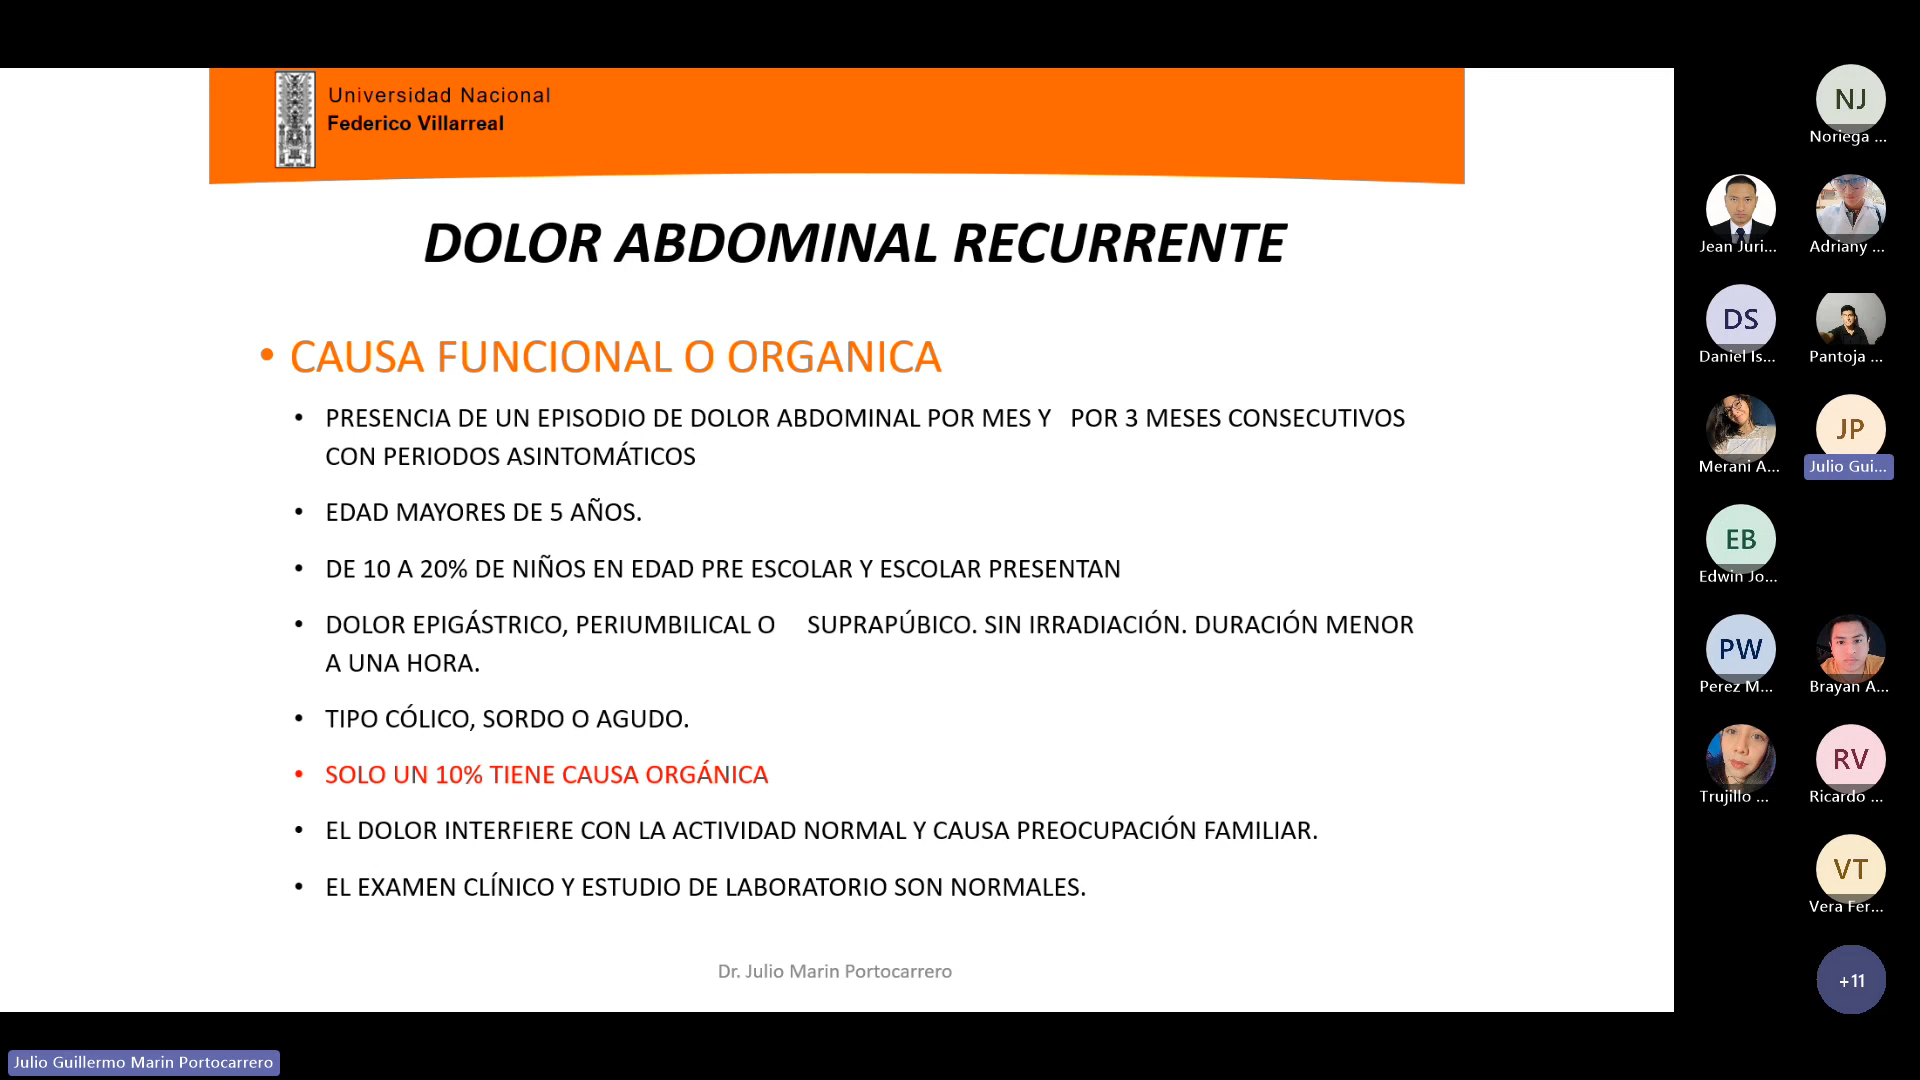 Universidad Nacional
Federico Villarreal
DOLOR ABDOMINAL RECURRENTE
• CAUSA FUNCIONAL O ORGANICA
• PRESENCIA DE UN EPISODIO DE DOLOR ABDOMINAL POR MES Y POR 3 MESES CONSECUTIVOS
CON PERIODOS ASINTOMÁTICOS
• EDAD MAYORES DE 5 AÑOS.
• DE 10 A 20% DE NIÑOS EN EDAD PRE ESCOLAR Y ESCOLAR PRESENTAN
• DOLOR EPIGÁSTRICO, PERIUMBILICAL O SUPRAPÚBICO. SIN IRRADIACIÓN. DURACIÓN MENOR
A UNA HORA.
• TIPO CÓLICO, SORDO O AGUDO.
• SOLO UN 10% TIENE CAUSA ORGÁNICA
• EL DOLOR INTERFIERE CON LA ACTIVIDAD NORMAL Y CAUSA PREOCUPACIÓN FAMILIAR.
• EL EXAMEN CLÍNICO Y ESTUDIO DE LABORATORIO SON NORMALES.
Dr. Julio Marin Portocarrero
Julio Guillermo Marin Portocarrero
NJ
Noriega ...
Jean Juri...
Adriany ...
DS
Daniel Is...
Pantoja ...
Merani A...
JP
Julio Gui...
EB
Edwin Jo...
PW
Perez M...
Brayan A...
Trujillo ...
RV
Ricardo ...
VT
Vera Fer...
+11